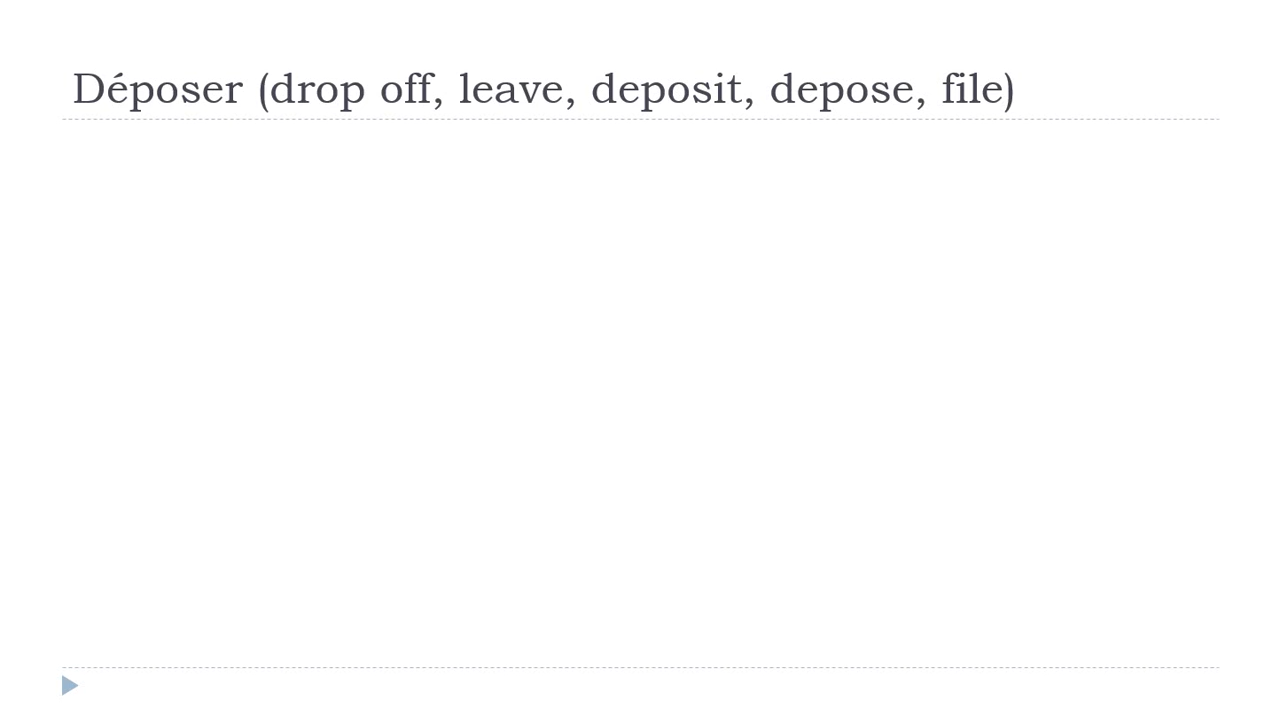 Déposer (drop off, leave, deposit, depose, file)